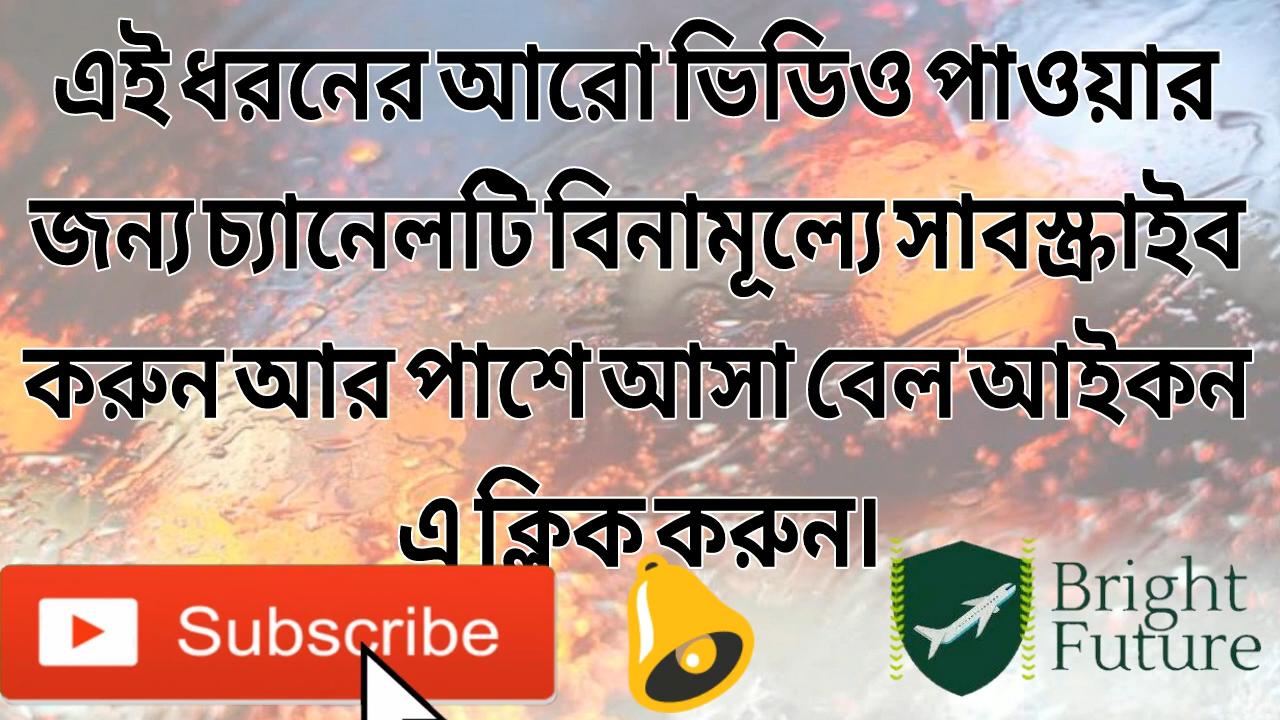 এই ধরনের আরো ভিডিও পাওয়ার
জন্য চ্যানেলটি বিনামূল্যে সাবস্ক্রাইব
করুন আর পাশে আসা বেল আইকন
এ ক্লিক করুন।
Subscribe
Bright
Future